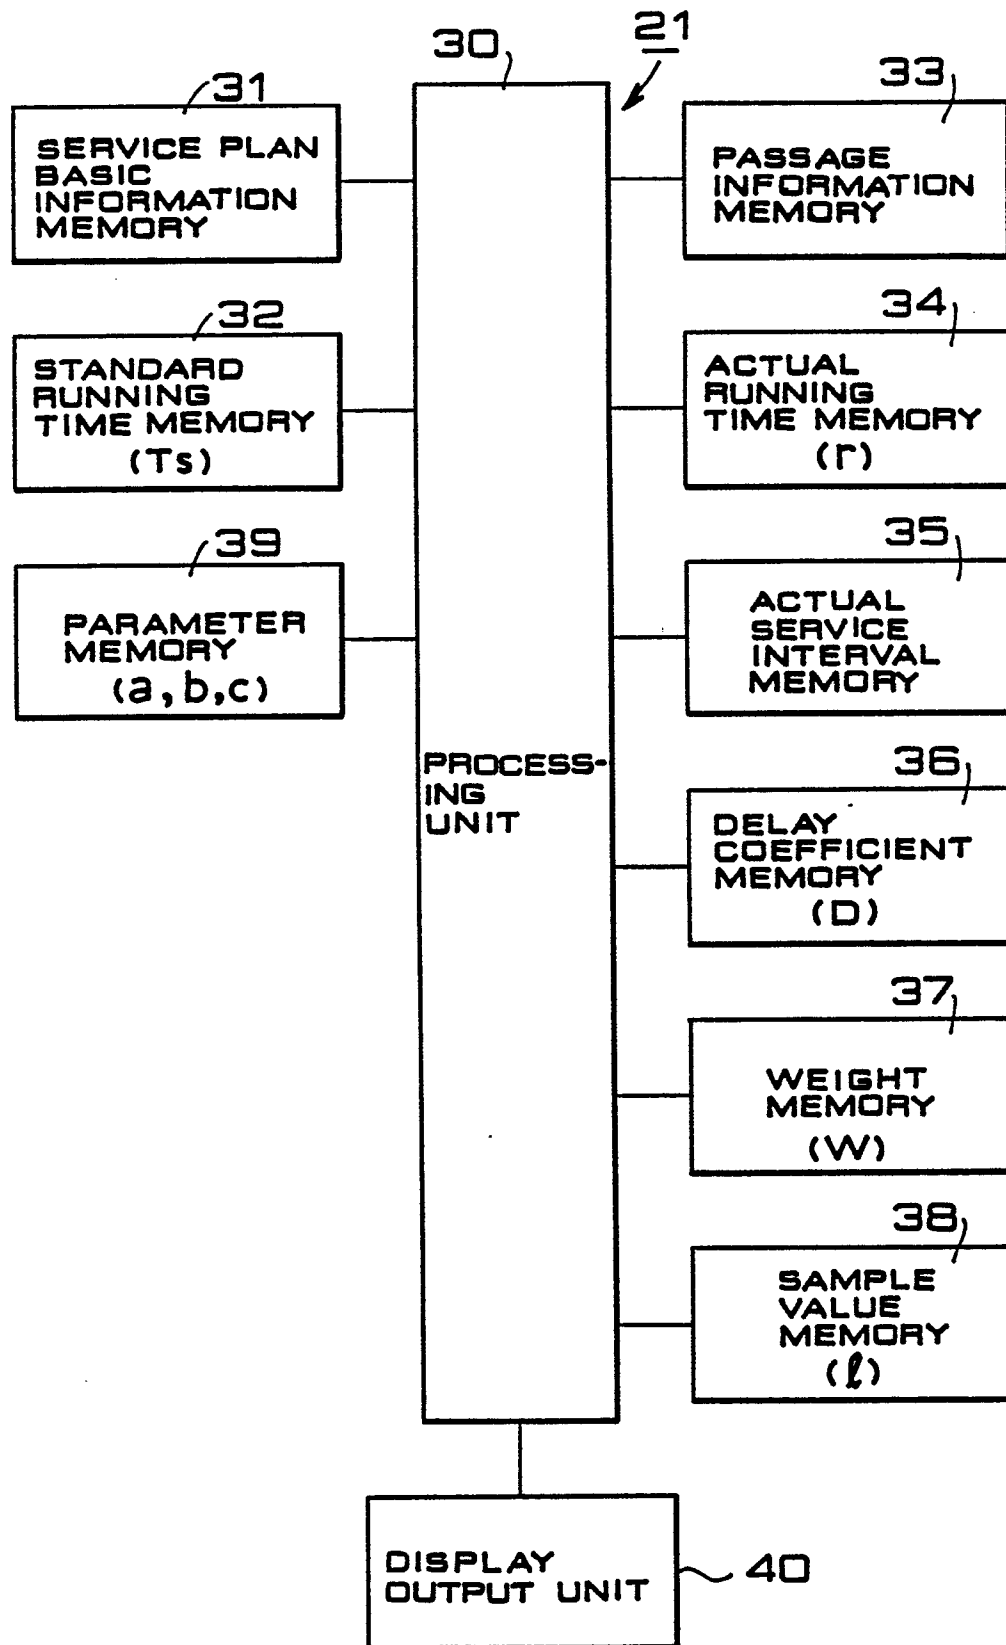 21
30
31
SERVICE PLAN
BASIC
INFORMATION
MEMORY
32
STANDARD
RUNNING
TIME MEMORY
(Ts)
39
PARAMETER
MEMORY
(a,b,c)
PROCESS-
ING
UNIT
33
PASSAGE
INFORMATION
MEMORY
34
ACTUAL
RUNNING
TIME MEMORY
(r)
35
ACTUAL
SERVICE
INTERVAL
MEMORY
36
DELAY
COEFFICIENT
MEMORY
(D)
37
WEIGHT
MEMORY
(W)
38
SAMPLE
VALUE
MEMORY
(ℓ)
DISPLAY
OUTPUT UNIT
40